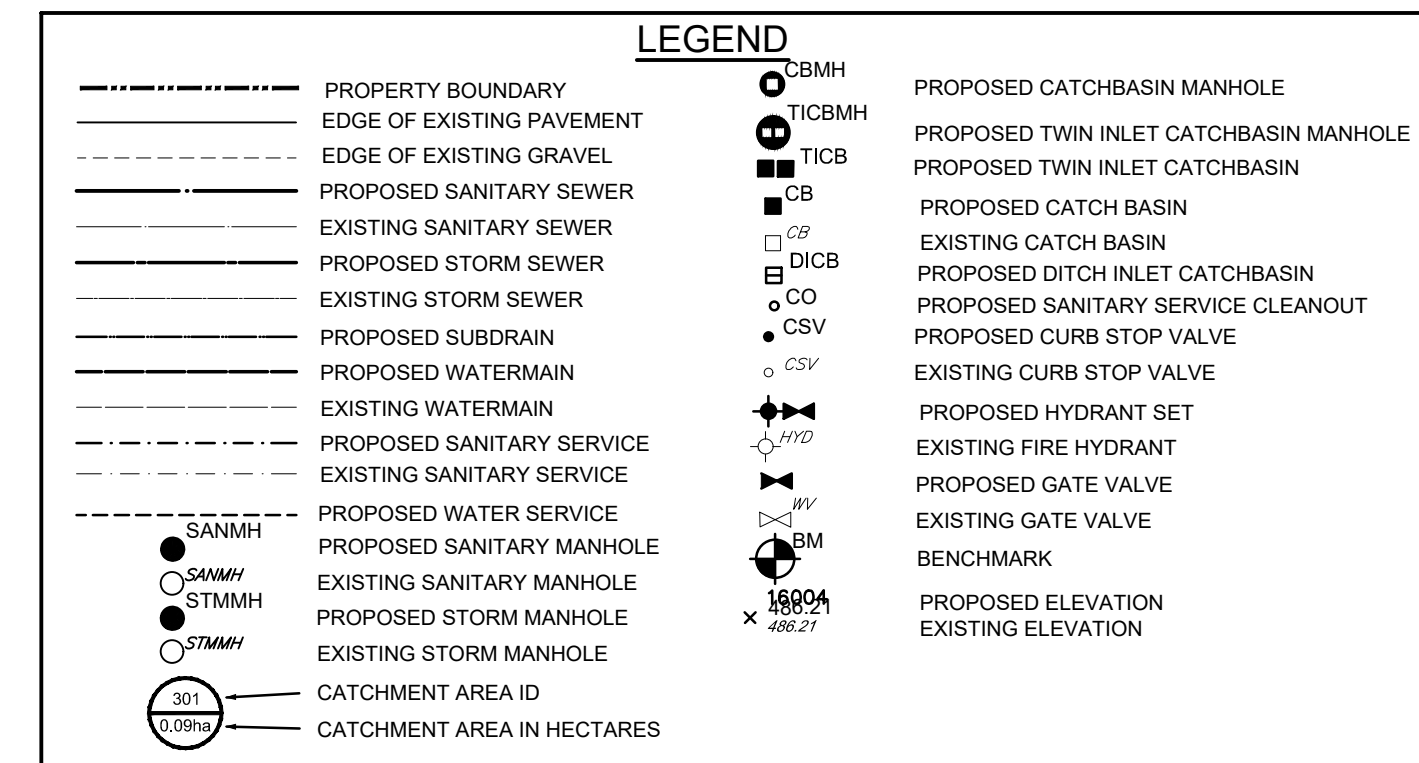 LEGEND
PROPERTY BOUNDARY
EDGE OF EXISTING PAVEMENT
EDGE OF EXISTING GRAVEL
PROPOSED SANITARY SEWER
EXISTING SANITARY SEWER
PROPOSED STORM SEWER
EXISTING STORM SEWER
PROPOSED SUBDRAIN
PROPOSED WATERMAIN
EXISTING WATERMAIN
PROPOSED SANITARY SERVICE
EXISTING SANITARY SERVICE
PROPOSED WATER SERVICE
SANMH PROPOSED SANITARY MANHOLE
SANMH EXISTING SANITARY MANHOLE
STMMH PROPOSED STORM MANHOLE
STMMH EXISTING STORM MANHOLE
301 CATCHMENT AREA ID
0.09ha CATCHMENT AREA IN HECTARES
CBMH PROPOSED CATCHBASIN MANHOLE
TICBMH PROPOSED TWIN INLET CATCHBASIN MANHOLE
TICB PROPOSED TWIN INLET CATCHBASIN
CB PROPOSED CATCH BASIN
CB EXISTING CATCH BASIN
DICB PROPOSED DITCH INLET CATCHBASIN
CO PROPOSED SANITARY SERVICE CLEANOUT
CSV PROPOSED CURB STOP VALVE
CSV EXISTING CURB STOP VALVE
PROPOSED HYDRANT SET
HYD EXISTING FIRE HYDRANT
PROPOSED GATE VALVE
WV EXISTING GATE VALVE
BM BENCHMARK
16004
486.21 PROPOSED ELEVATION
486.21 EXISTING ELEVATION